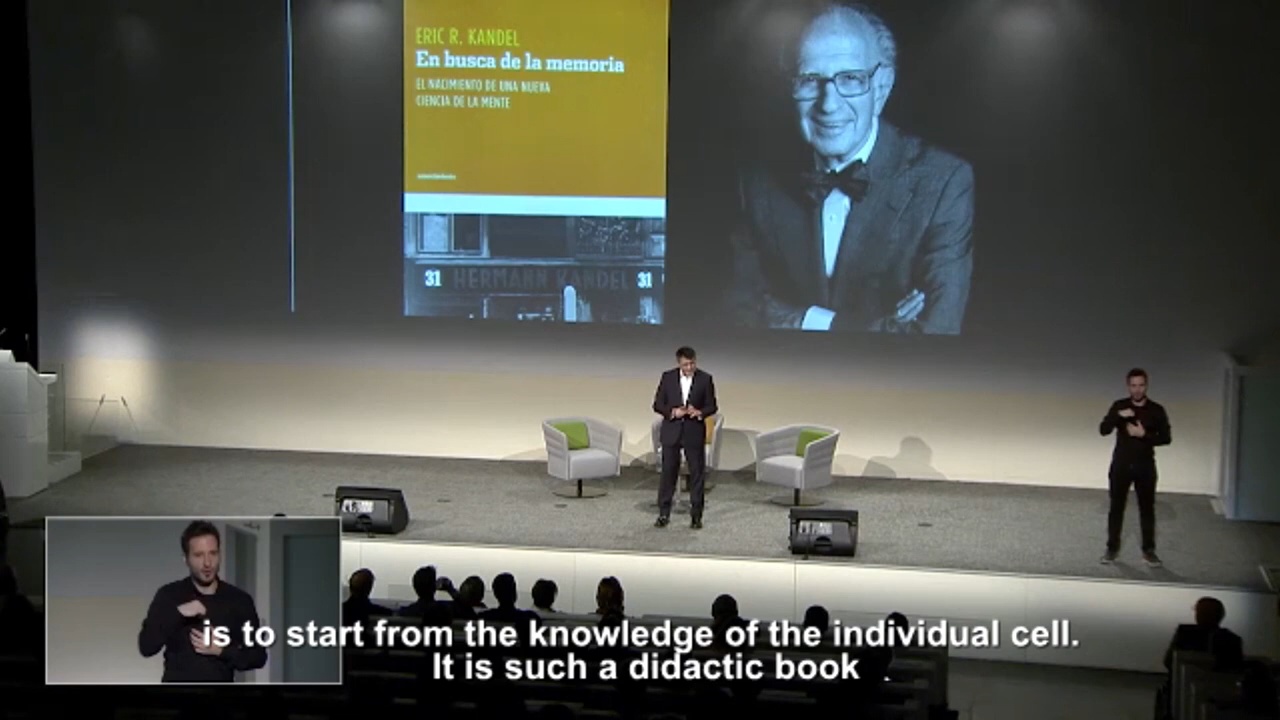 ERIC R. KANDEL
En busca de la memoria
EL NACIMIENTO DE UNA NUEVA
CIENCIA DE LA MENTE
31 HERMANN KANDEL 31
is to start from the knowledge of the individual cell.
It is such a didactic book